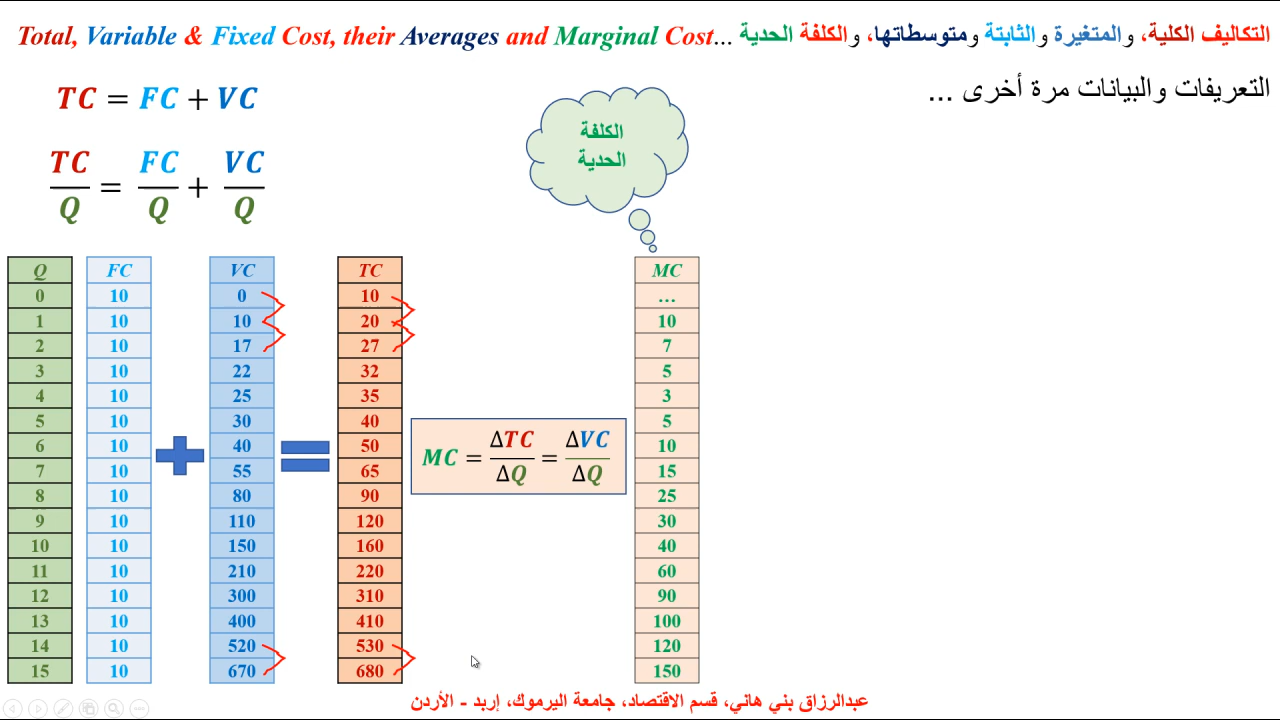 Total, Variable & Fixed Cost, their Averages and Marginal Cost... التكاليف الكلية، والمتغيرة والثابتة ومتوسطاتها، والكلفة الحدية
التعريفات والبيانات مرة أخرى ...
TC = FC + VC
TC/Q = FC/Q + VC/Q
الكلفة
الحدية
Q FC VC TC MC
0 10 0 10 ...
1 10 10 20 10
2 10 17 27 7
3 10 22 32 5
4 10 25 35 3
5 10 30 40 5
6 10 40 50 10
7 10 55 65 15
8 10 80 90 25
9 10 110 120 30
10 10 150 160 40
11 10 210 220 60
12 10 300 310 90
13 10 400 410 100
14 10 520 530 120
15 10 670 680 150
MC = ΔTC/ΔQ = ΔVC/ΔQ
عبدالرزاق بني هاني، قسم الاقتصاد، جامعة اليرموك، إربد - الأردن